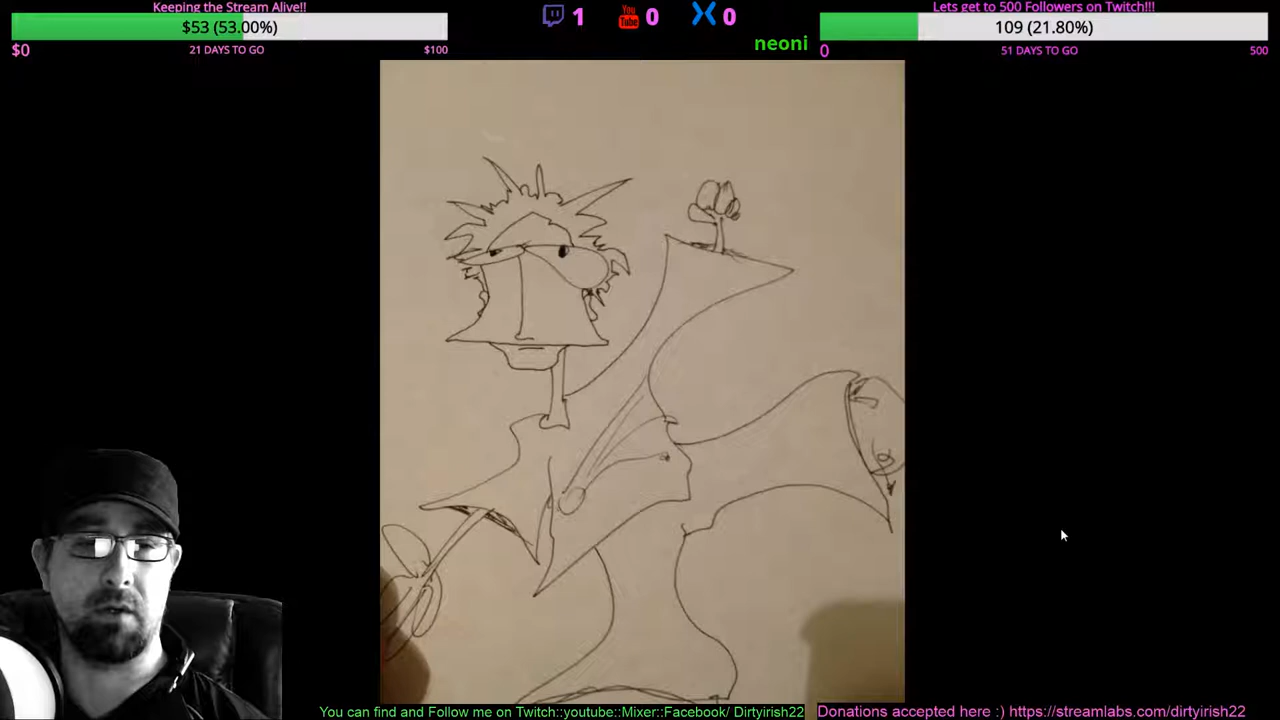 Keeping the Stream Alive!!
$53 (53.00%)
$0 21 DAYS TO GO $100
1 You Tube 0 0
neoni
Lets get to 500 Followers on Twitch!!!
109 (21.80%)
0 51 DAYS TO GO 500
You can find and Follow me on Twitch::youtube::Mixer::Facebook/ Dirtyirish22
Donations accepted here :) https://streamlabs.com/dirtyirish22